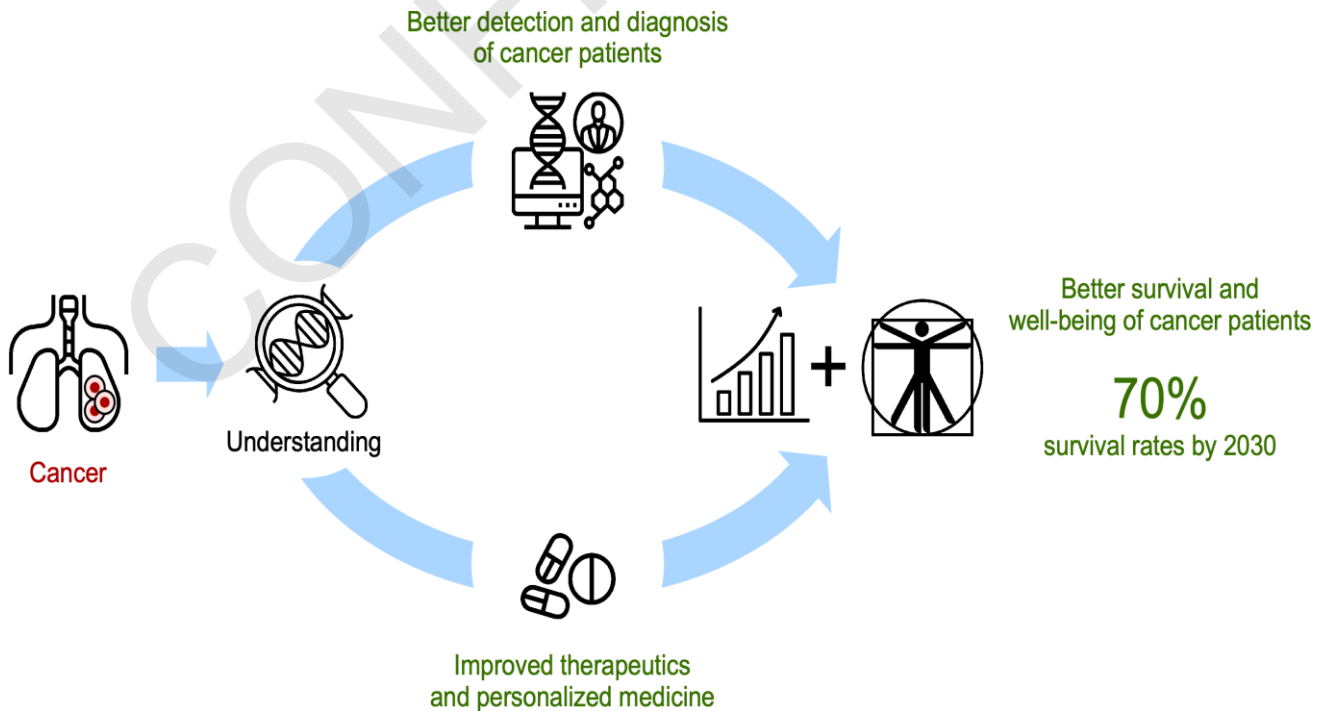 Better detection and diagnosis
of cancer patients
Cancer
Understanding
Better survival and
well-being of cancer patients
70%
survival rates by 2030
Improved therapeutics
and personalized medicine